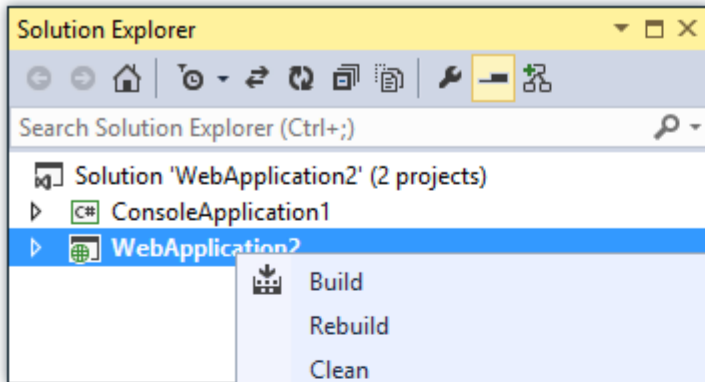 Solution Explorer
Search Solution Explorer (Ctrl+;)
Solution 'WebApplication2' (2 projects)
C# ConsoleApplication1
WebApplication2
Build
Rebuild
Clean